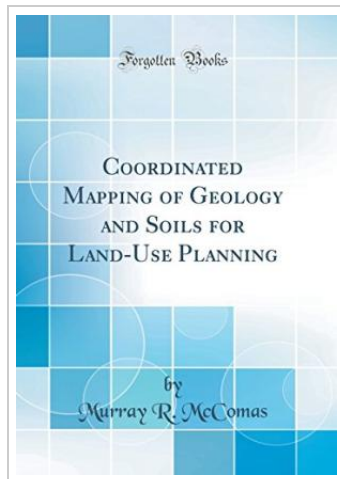 Forgotten Books
Coordinated
Mapping of Geology
and Soils for
Land-Use Planning
by
Murray R. McComas